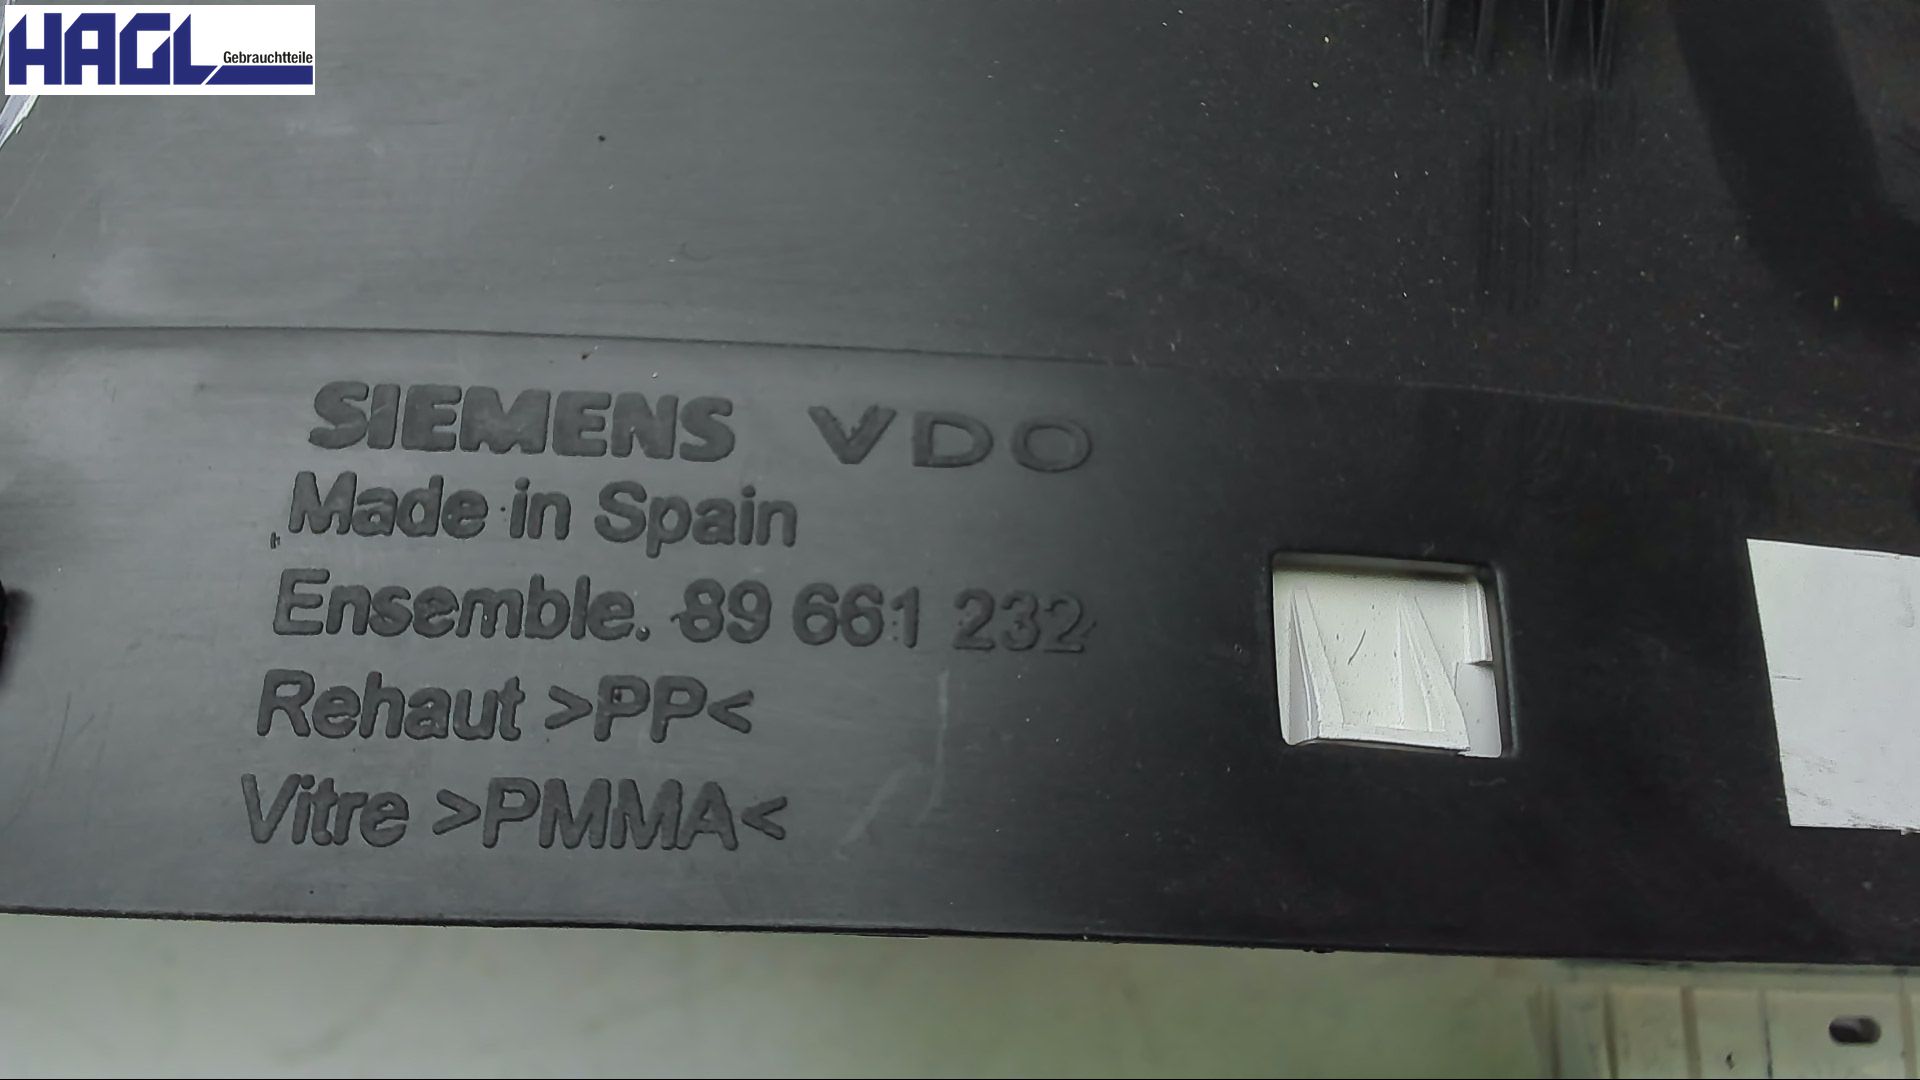 HAGL Gebrauchtteile
SIEMENS VDO
Made in Spain
Ensemble. 89 661 232
Rehaut >PP<
Vitre >PMMA<